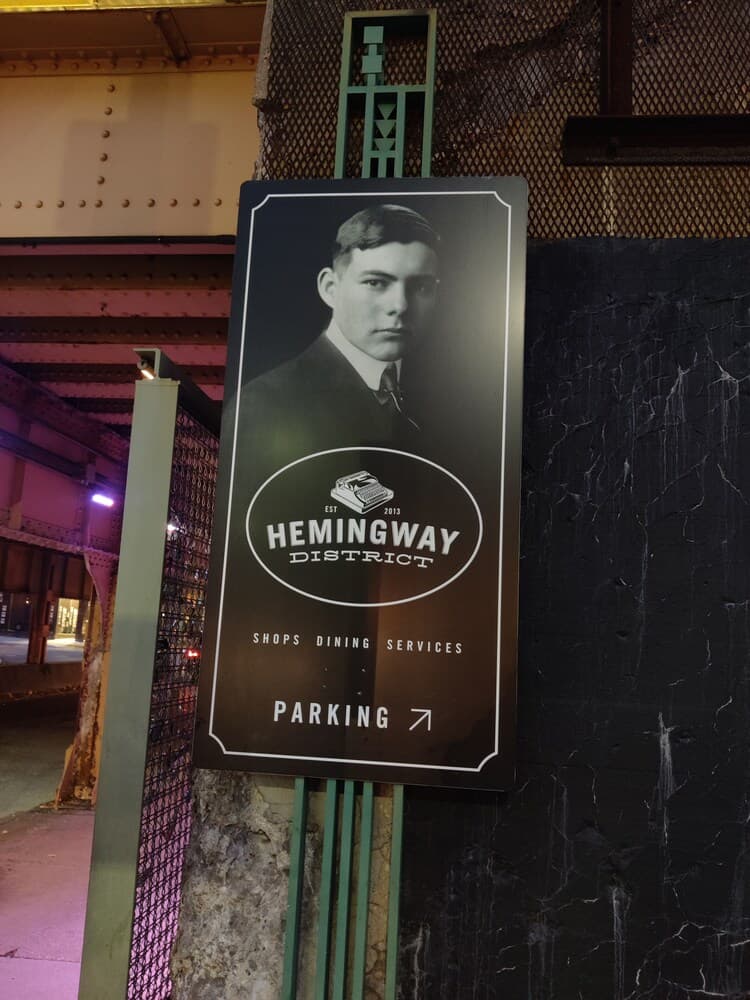 EST 2013
HEMINGWAY
DISTRICT
SHOPS DINING SERVICES
PARKING